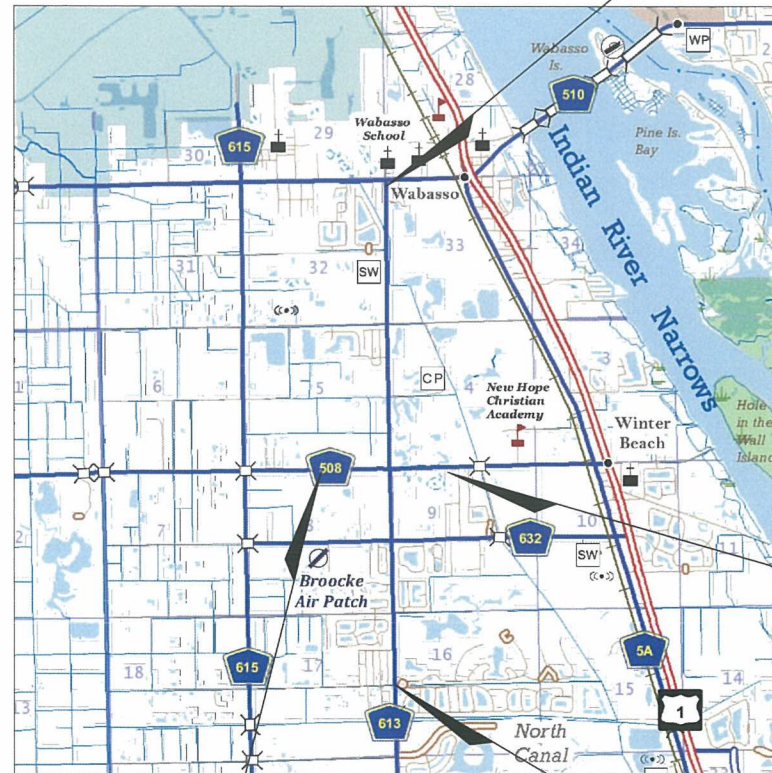 WP
Wabasso
Is.
510
28
Wabasso
School
29
615
30
Pine Is.
Bay
Wabasso
Indian River Narrows
33
34
31
32
SW
6
5
CP
4
3
New Hope
Christian
Academy
Winter
Beach
Hole
in the
Wall
Island
508
7
9
10
632
11
SW
Broocke
Air Patch
5A
615
18
17
16
15
14
13
613
1
North
Canal